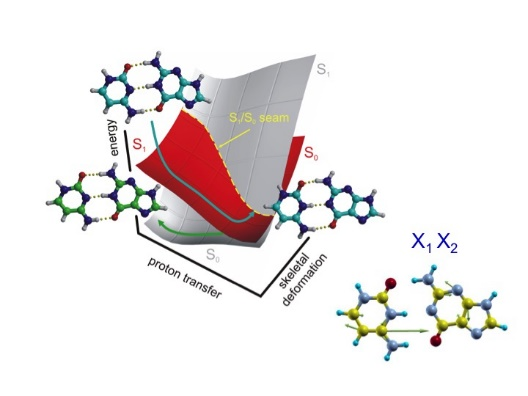 S₁
S₁/S₀ seam
energy
S₁
S₀
X₁ X₂
S₀
proton transfer
skeletal
deformation